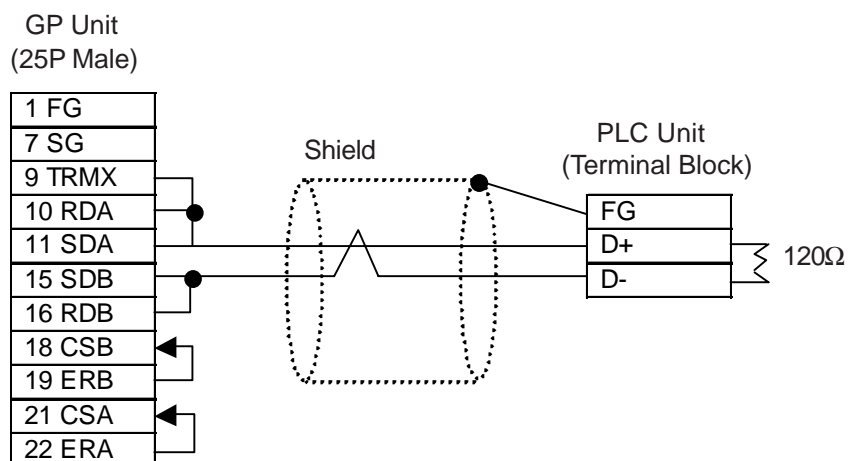 GP Unit
(25P Male)
1 FG
7 SG
9 TRMX
10 RDA
11 SDA
15 SDB
16 RDB
18 CSB
19 ERB
21 CSA
22 ERA
Shield
PLC Unit
(Terminal Block)
FG
D+
D-
120Ω